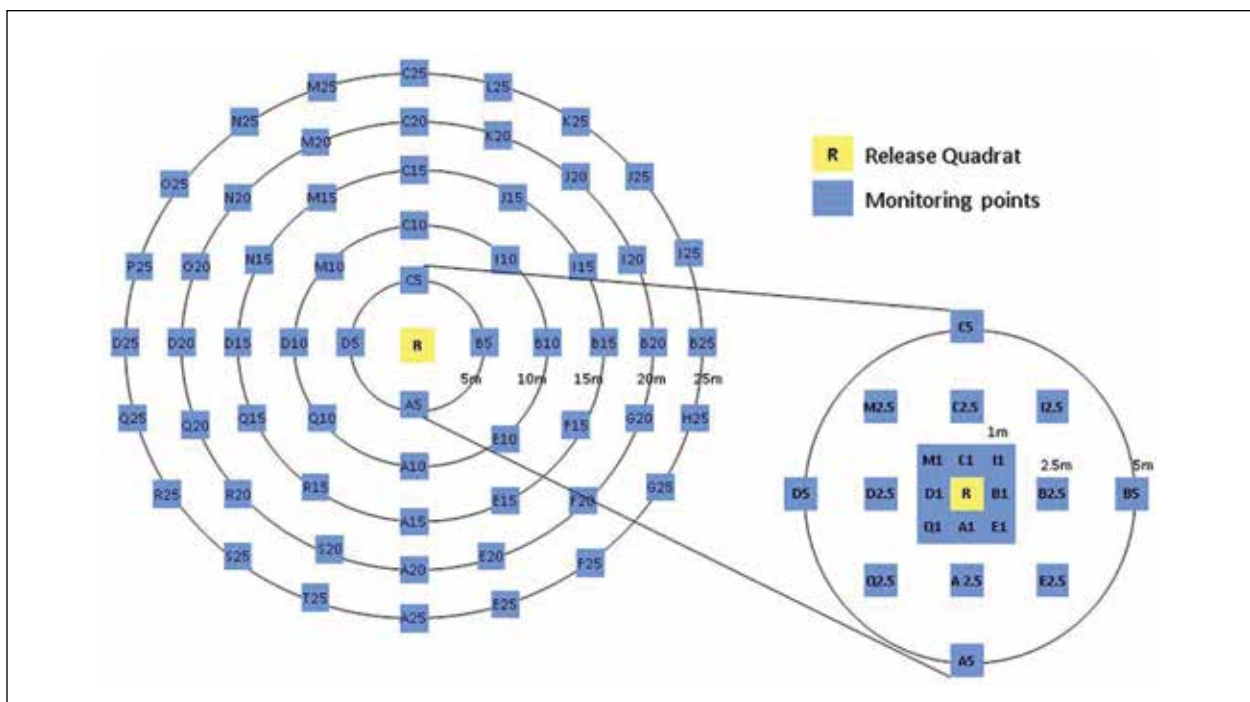 C25
M25
L25
N25
K25
C20
M20
K20
O25
J20
J25
C15
N20
M15
J15
C10
I25
P25
O20
N15
M10
I10
I15
I20
C5
D25
D20
D15
D10
D5
R
B5
B10
B15
B20
B25
5m
10m
15m
20m
25m
A5
Q25
Q20
Q15
Q10
F15
G20
H25
E10
A10
R25
R20
R15
E15
F20
G25
A15
S25
S20
A20
E20
F25
T25
A25
E25
R Release Quadrat
Monitoring points
C5
M2.5 C2.5 I2.5
1m
M1 C1 I1
2.5m
5m
D5 D2.5 D1 R B1 B2.5 B5
Q1 A1 E1
Q2.5 A 2.5 E2.5
A5